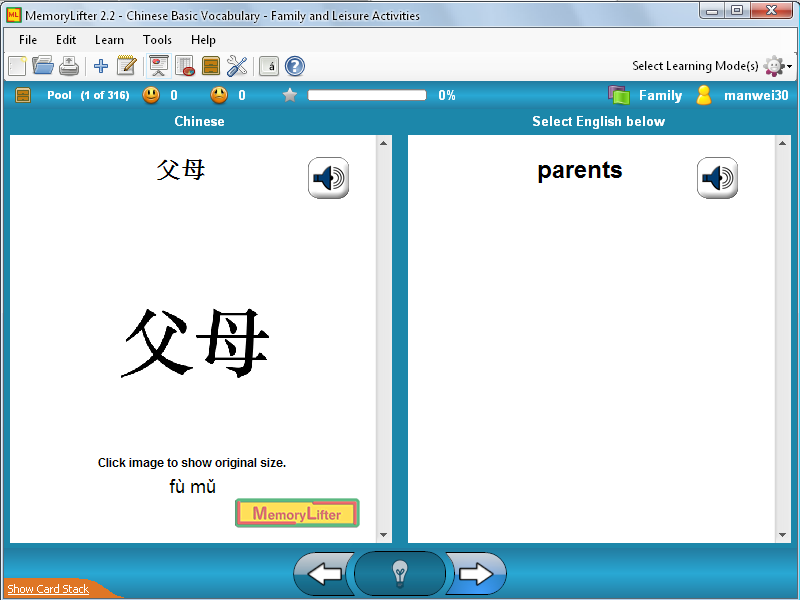 MemoryLifter 2.2 - Chinese Basic Vocabulary - Family and Leisure Activities
File Edit Learn Tools Help
á ? Select Learning Mode(s)
Pool (1 of 316) 0 0 0% Family manwei30
Chinese
父母
父母
Click image to show original size.
fù mǔ
MemoryLifter
Select English below
parents
Show Card Stack